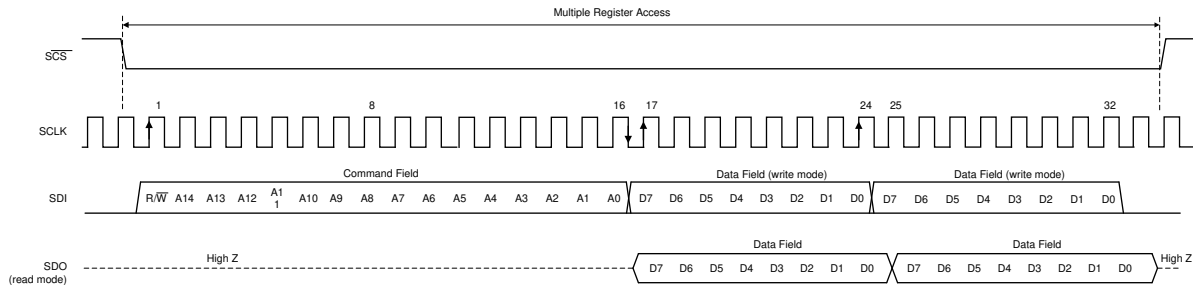 Multiple Register Access
SCS
1 8 16 17 24 25 32
SCLK
Command Field Data Field (write mode) Data Field (write mode)
SDI R/W A14 A13 A12 A1 1 A10 A9 A8 A7 A6 A5 A4 A3 A2 A1 A0 D7 D6 D5 D4 D3 D2 D1 D0 D7 D6 D5 D4 D3 D2 D1 D0
Data Field Data Field
High Z High Z
SDO D7 D6 D5 D4 D3 D2 D1 D0 D7 D6 D5 D4 D3 D2 D1 D0
(read mode)